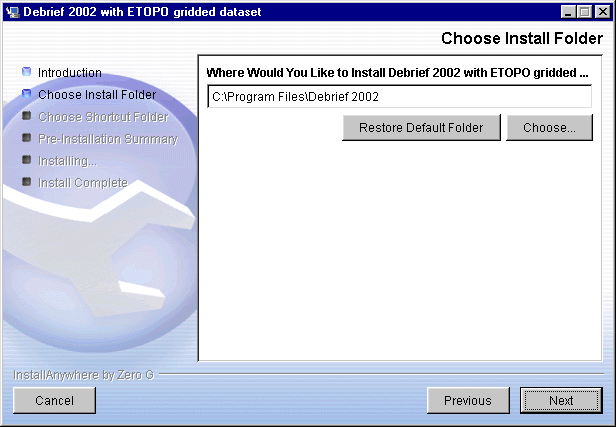 Debrief 2002 with ETOPO gridded dataset
Choose Install Folder
Introduction
Choose Install Folder
Choose Shortcut Folder
Pre-Installation Summary
Installing...
Install Complete
Where Would You Like to Install Debrief 2002 with ETOPO gridded ...
C:\Program Files\Debrief 2002
Restore Default Folder
Choose...
InstallAnywhere by Zero G
Cancel
Previous
Next